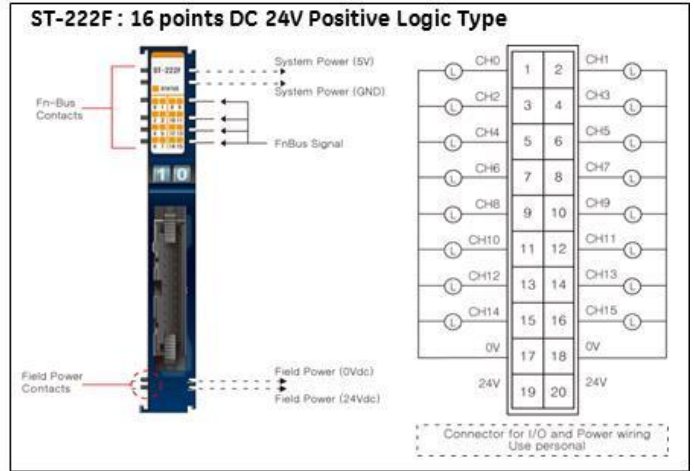 ST-222F : 16 points DC 24V Positive Logic Type
ST-222F
STATUS
10
Fn-Bus
Contacts
System Power (5V)
System Power (GND)
FnBus Signal
Field Power
Contacts
Field Power (0Vdc)
Field Power (24Vdc)
CH0 L 1 2 CH1 L
CH2 L 3 4 CH3 L
CH4 L 5 6 CH5 L
CH6 L 7 8 CH7 L
CH8 L 9 10 CH9 L
CH10 L 11 12 CH11 L
CH12 L 13 14 CH13 L
CH14 L 15 16 CH15 L
0V 17 18 0V
24V 19 20 24V
Connector for I/O and Power wiring
Use personal